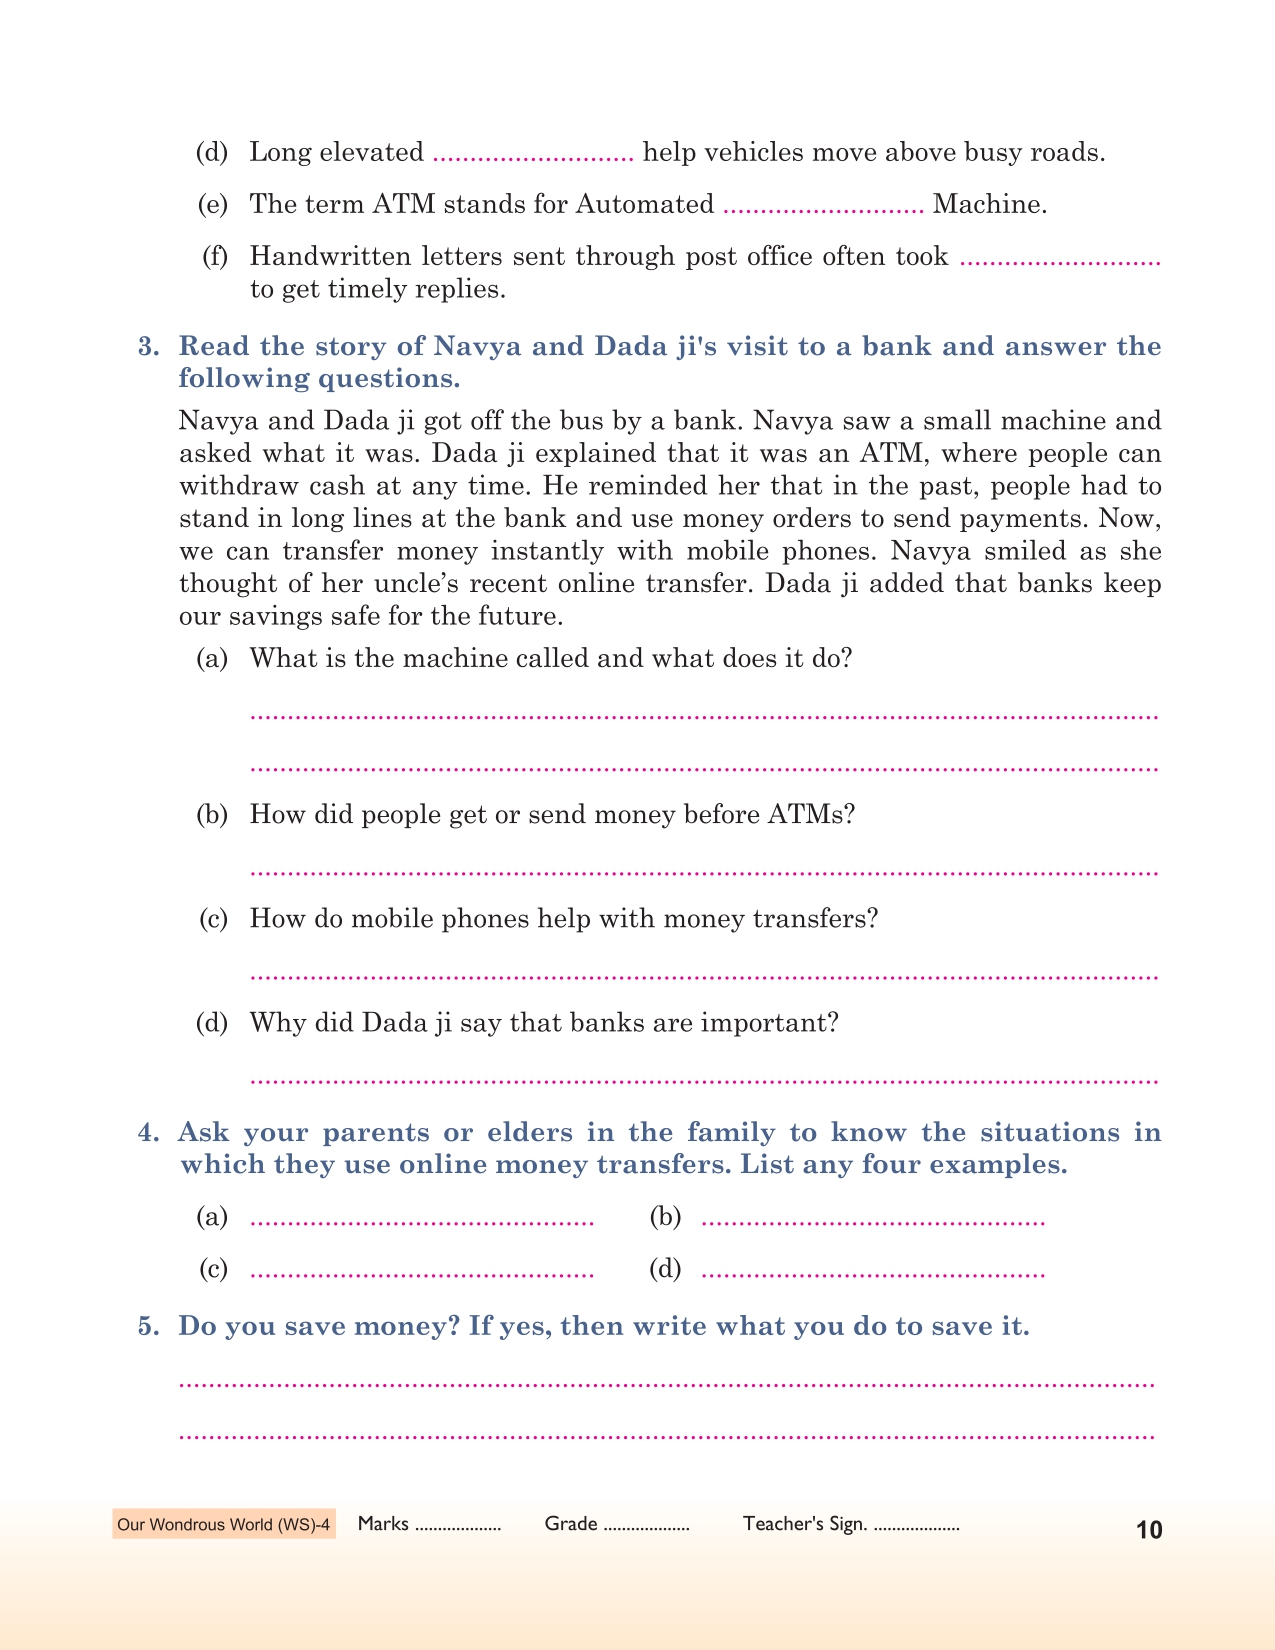 (d) Long elevated ........................... help vehicles move above busy roads.
(e) The term ATM stands for Automated ........................... Machine.
(f) Handwritten letters sent through post office often took ...........................
to get timely replies.
3. Read the story of Navya and Dada ji's visit to a bank and answer the
following questions.
Navya and Dada ji got off the bus by a bank. Navya saw a small machine and
asked what it was. Dada ji explained that it was an ATM, where people can
withdraw cash at any time. He reminded her that in the past, people had to
stand in long lines at the bank and use money orders to send payments. Now,
we can transfer money instantly with mobile phones. Navya smiled as she
thought of her uncle’s recent online transfer. Dada ji added that banks keep
our savings safe for the future.
(a) What is the machine called and what does it do?
(b) How did people get or send money before ATMs?
(c) How do mobile phones help with money transfers?
(d) Why did Dada ji say that banks are important?
4. Ask your parents or elders in the family to know the situations in
which they use online money transfers. List any four examples.
(a) .............................................. (b) ..............................................
(c) .............................................. (d) ..............................................
5. Do you save money? If yes, then write what you do to save it.
Our Wondrous World (WS)-4 Marks ................... Grade ................... Teacher's Sign. ................... 10